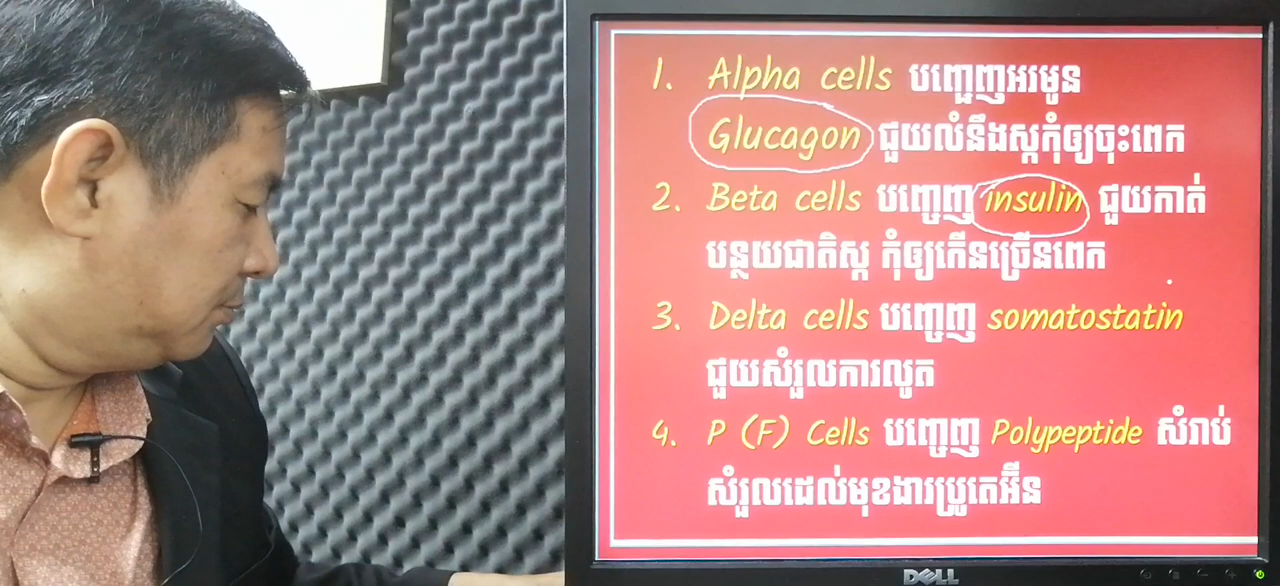 1. Alpha cells បញ្ចេញអរមូន
Glucagon ជួយលំនឹងស្កកុំឲ្យចុះពេក
2. Beta cells បញ្ចេញ insulin ជួយកាត់
បន្ថយជាតិស្ក កុំឲ្យកើនច្រើនពេក
3. Delta cells បញ្ចេញ somatostatin
ជួយសំរួលការលូត
4. P (F) Cells បញ្ចេញ Polypeptide សំរាប់
សំរួលដេល់មុខងារប្រូតេអ៊ីន
DELL